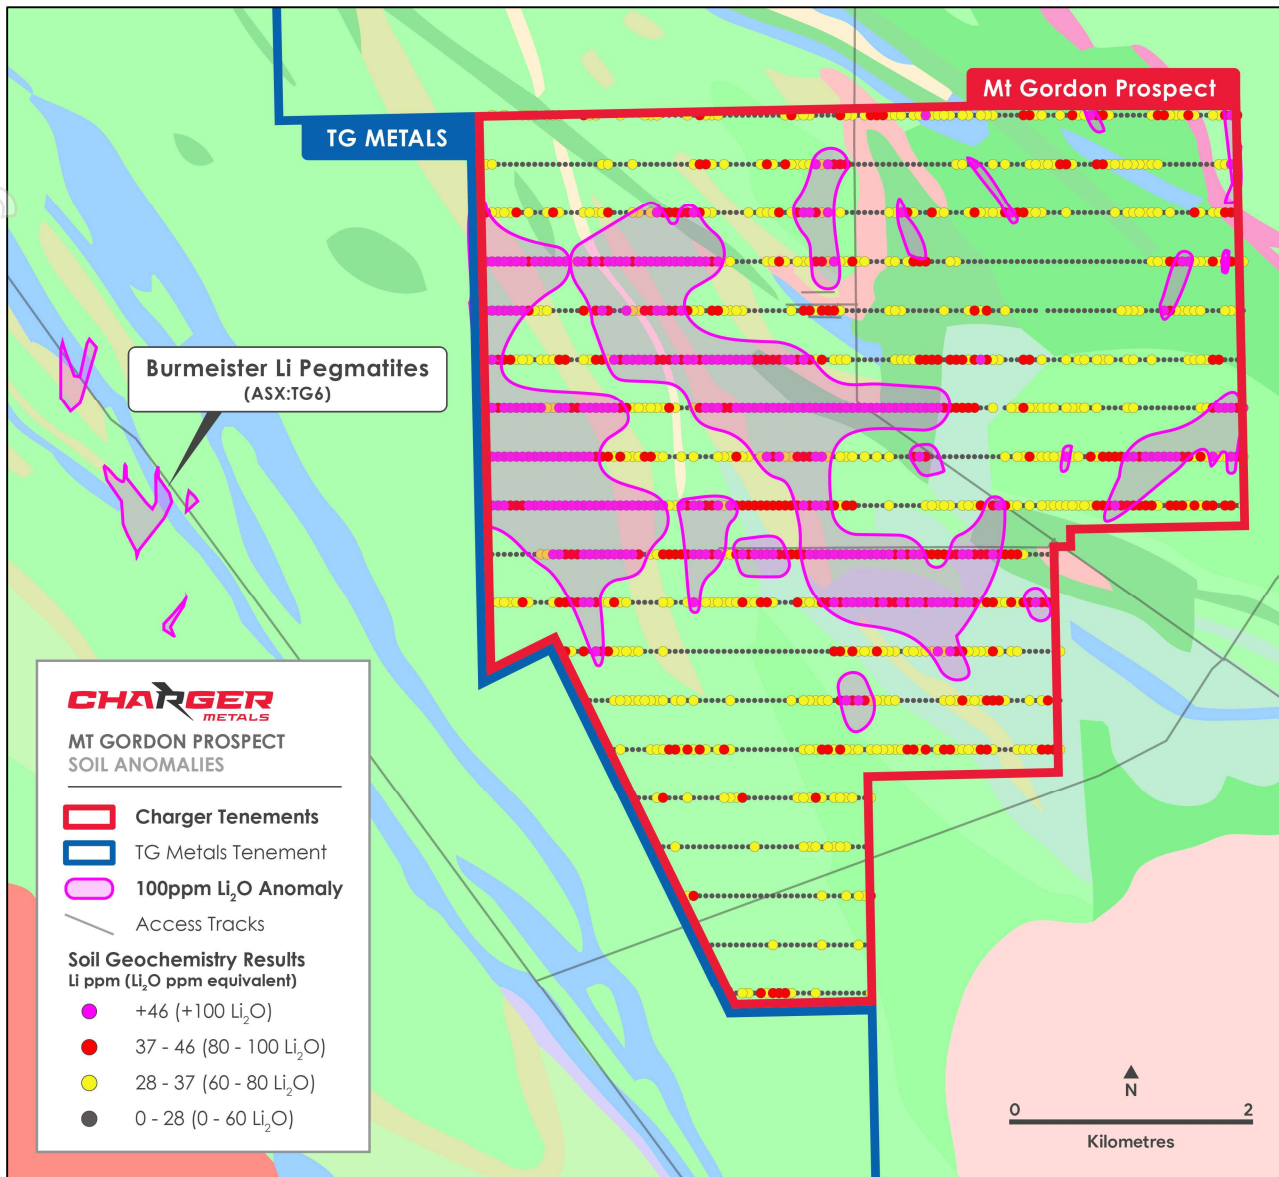 Mt Gordon Prospect
TG METALS
Burmeister Li Pegmatites
(ASX:TG6)
CHARGER
METALS
MT GORDON PROSPECT
SOIL ANOMALIES
Charger Tenements
TG Metals Tenement
100ppm Li₂O Anomaly
Access Tracks
Soil Geochemistry Results
Li ppm (Li₂O ppm equivalent)
+46 (+100 Li₂O)
37 - 46 (80 - 100 Li₂O)
28 - 37 (60 - 80 Li₂O)
0 - 28 (0 - 60 Li₂O)
N
0 2
Kilometres